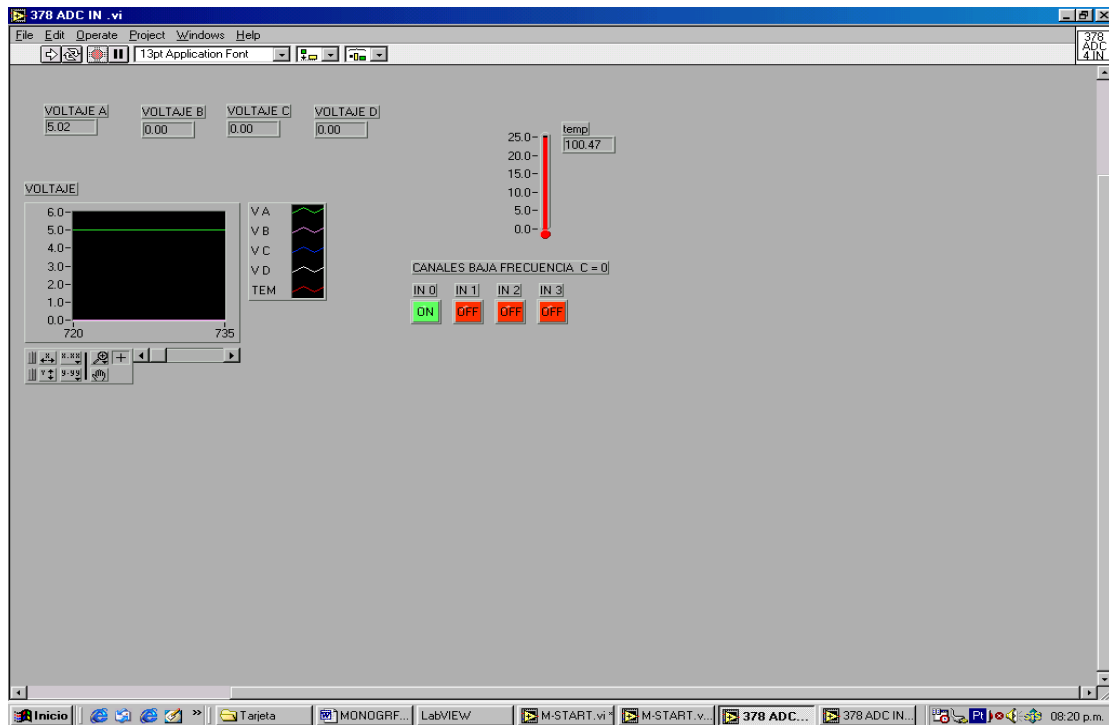 378 ADC IN .vi
File Edit Operate Project Windows Help
378 ADC 4 IN
13pt Application Font
VOLTAJE A VOLTAJE B VOLTAJE C VOLTAJE D
5.02 0.00 0.00 0.00
temp
100.47
25.0
20.0
15.0
10.0
5.0
0.0
VOLTAJE
6.0
5.0
4.0
3.0
2.0
1.0
0.0
720 735
V A
V B
V C
V D
TEM
CANALES BAJA FRECUENCIA C = 0
IN 0 IN 1 IN 2 IN 3
ON OFF OFF OFF
X X.XX
Y Y.YY
Inicio Tarjeta MONOGRF... LabVIEW M-START.vi * M-START.v... 378 ADC... 378 ADC IN... Pt 08:20 p.m.